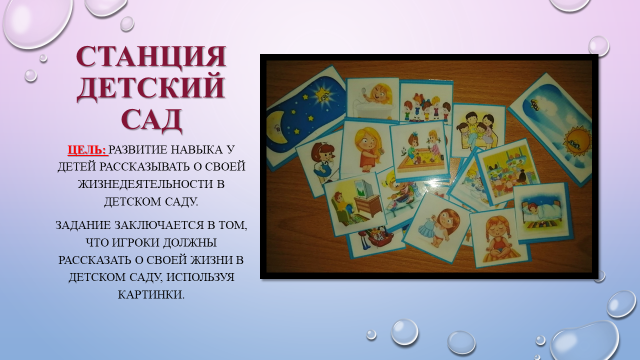 СТАНЦИЯ
ДЕТСКИЙ
САД
ЦЕЛЬ: РАЗВИТИЕ НАВЫКА У
ДЕТЕЙ РАССКАЗЫВАТЬ О СВОЕЙ
ЖИЗНЕДЕЯТЕЛЬНОСТИ В
ДЕТСКОМ САДУ.
ЗАДАНИЕ ЗАКЛЮЧАЕТСЯ В ТОМ,
ЧТО ИГРОКИ ДОЛЖНЫ
РАССКАЗАТЬ О СВОЕЙ ЖИЗНИ В
ДЕТСКОМ САДУ, ИСПОЛЬЗУЯ
КАРТИНКИ.